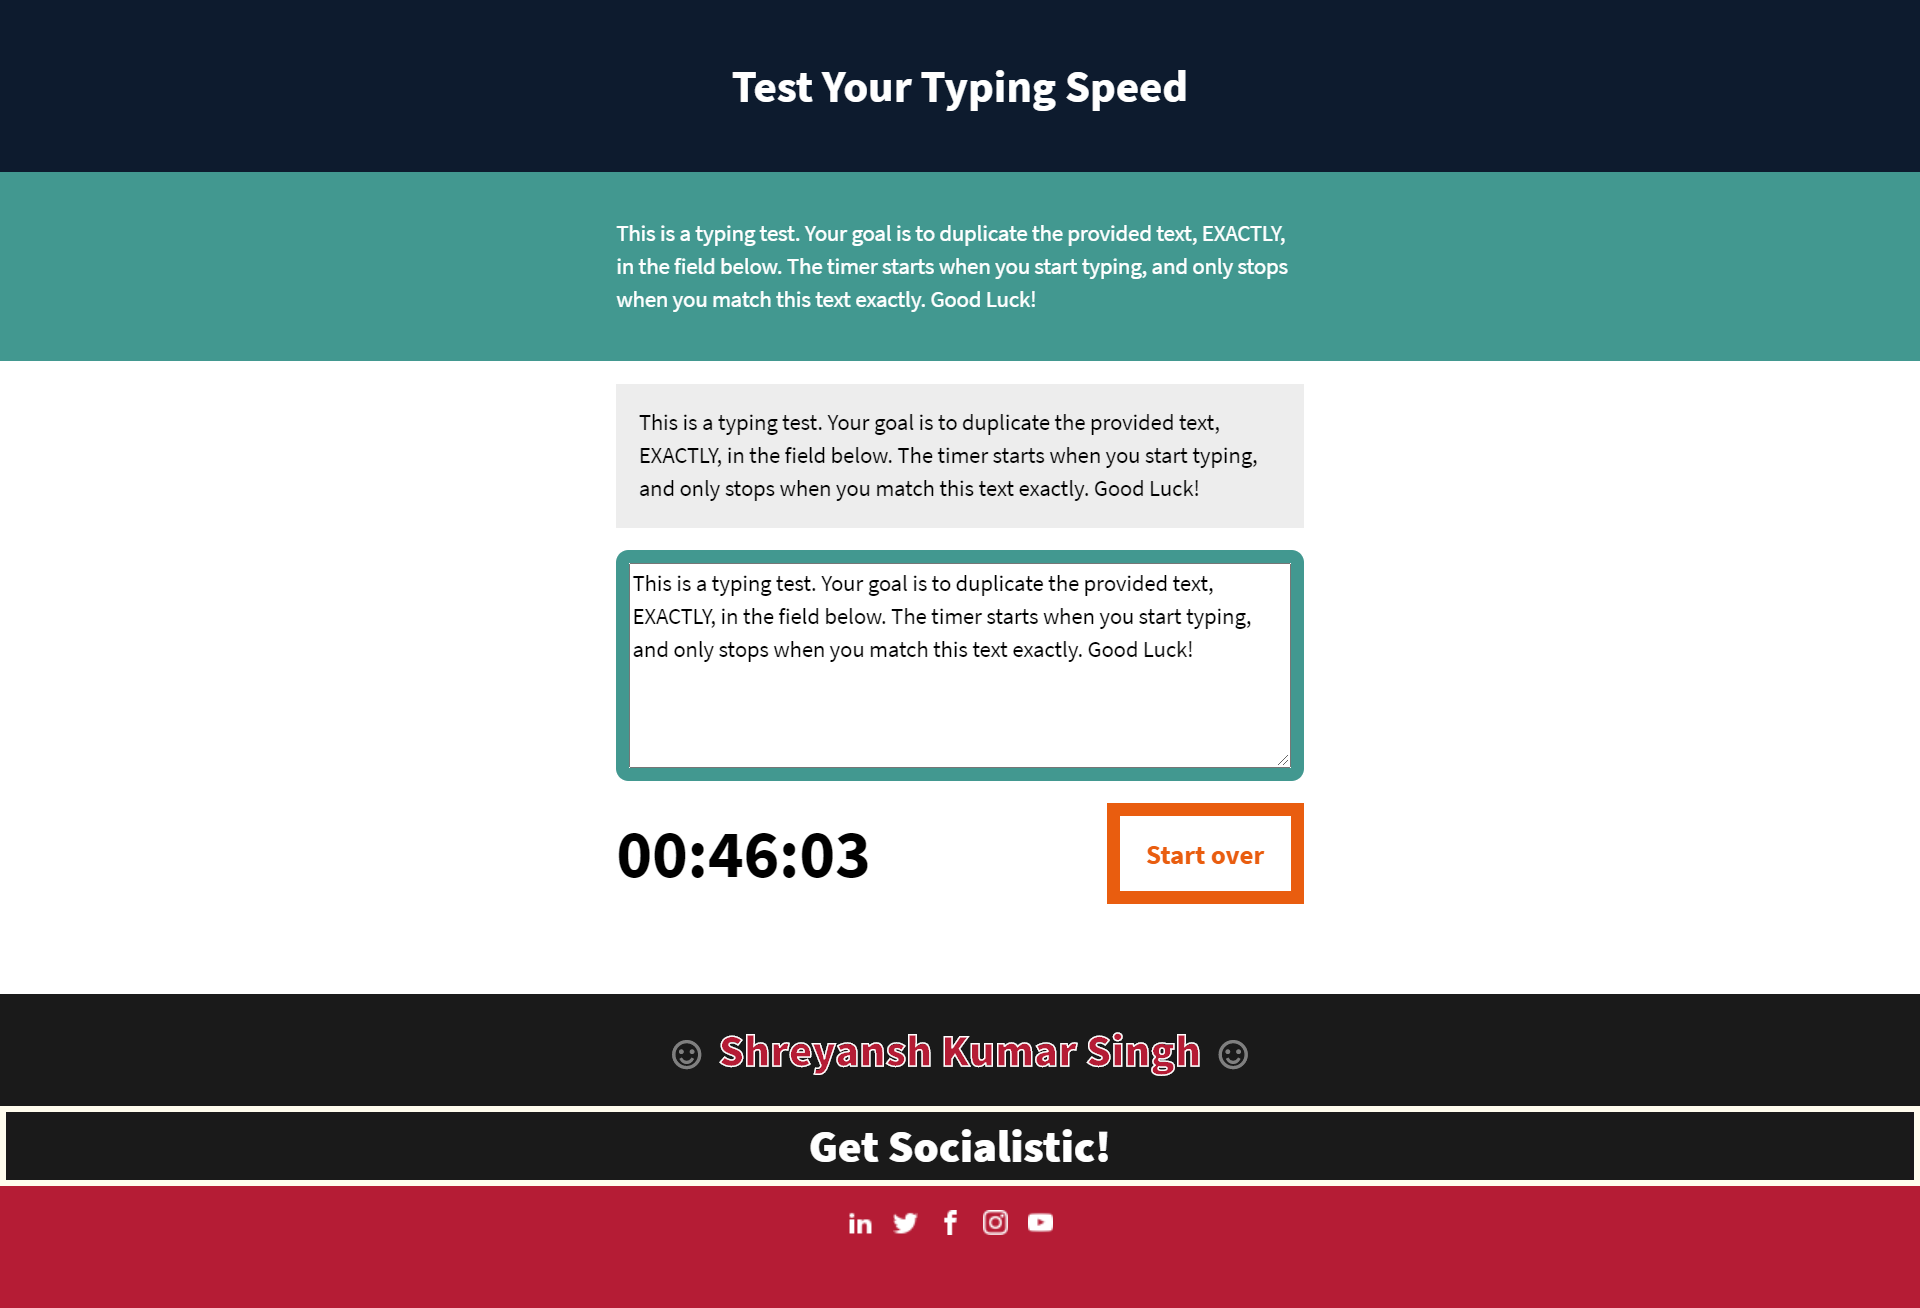 Test Your Typing Speed
This is a typing test. Your goal is to duplicate the provided text, EXACTLY,
in the field below. The timer starts when you start typing, and only stops
when you match this text exactly. Good Luck!
This is a typing test. Your goal is to duplicate the provided text,
EXACTLY, in the field below. The timer starts when you start typing,
and only stops when you match this text exactly. Good Luck!
This is a typing test. Your goal is to duplicate the provided text,
EXACTLY, in the field below. The timer starts when you start typing,
and only stops when you match this text exactly. Good Luck!
00:46:03
Start over
Shreyansh Kumar Singh
Get Socialistic!